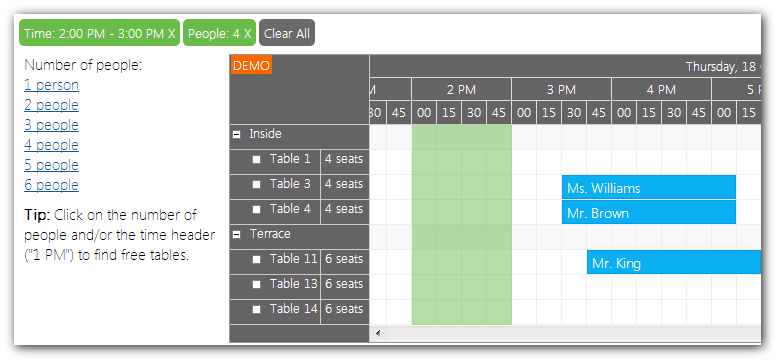 Time: 2:00 PM - 3:00 PM X People: 4 X Clear All
Number of people:
1 person
2 people
3 people
4 people
5 people
6 people
Tip: Click on the number of
people and/or the time header
("1 PM") to find free tables.
DEMO
Thursday, 18
2 PM 3 PM 4 PM
45 00 15 30 45 00 15 30 45 00 15 30 45 00 15
Inside
Table 1 4 seats
Table 3 4 seats Ms. Williams
Table 4 4 seats Mr. Brown
Terrace
Table 11 6 seats Mr. King
Table 13 6 seats
Table 14 6 seats